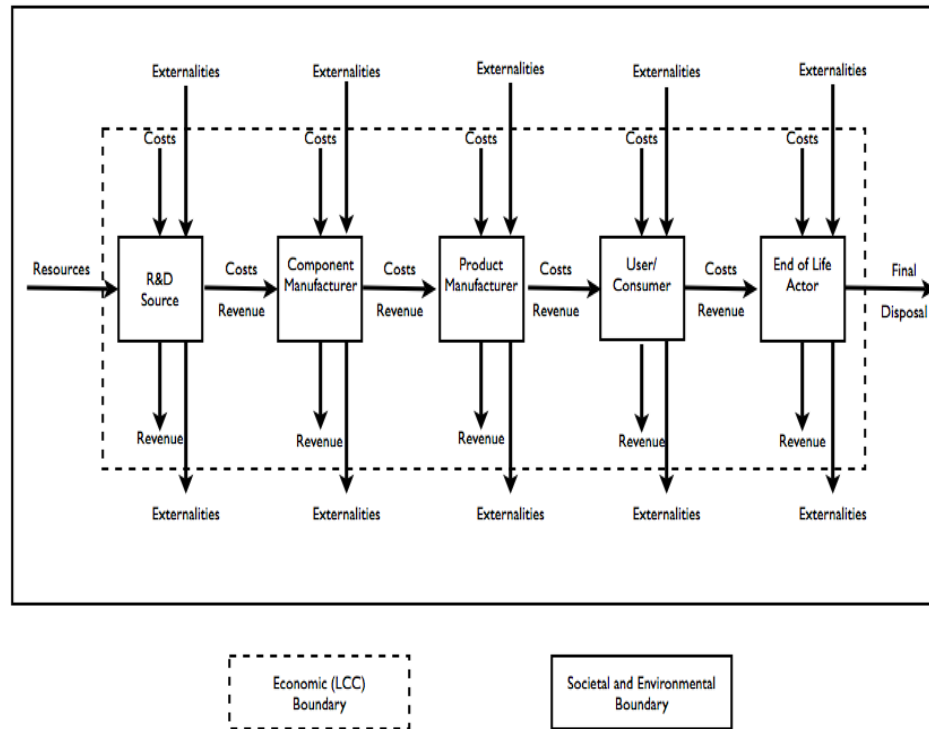 Externalities
Externalities
Externalities
Externalities
Externalities
Costs
Costs
Costs
Costs
Costs
Resources
R&D
Source
Costs
Revenue
Component
Manufacturer
Costs
Revenue
Product
Manufacturer
Costs
Revenue
User/
Consumer
Costs
Revenue
End of Life
Actor
Final
Disposal
Revenue
Revenue
Revenue
Revenue
Revenue
Externalities
Externalities
Externalities
Externalities
Externalities
Economic (LCC)
Boundary
Societal and Environmental
Boundary